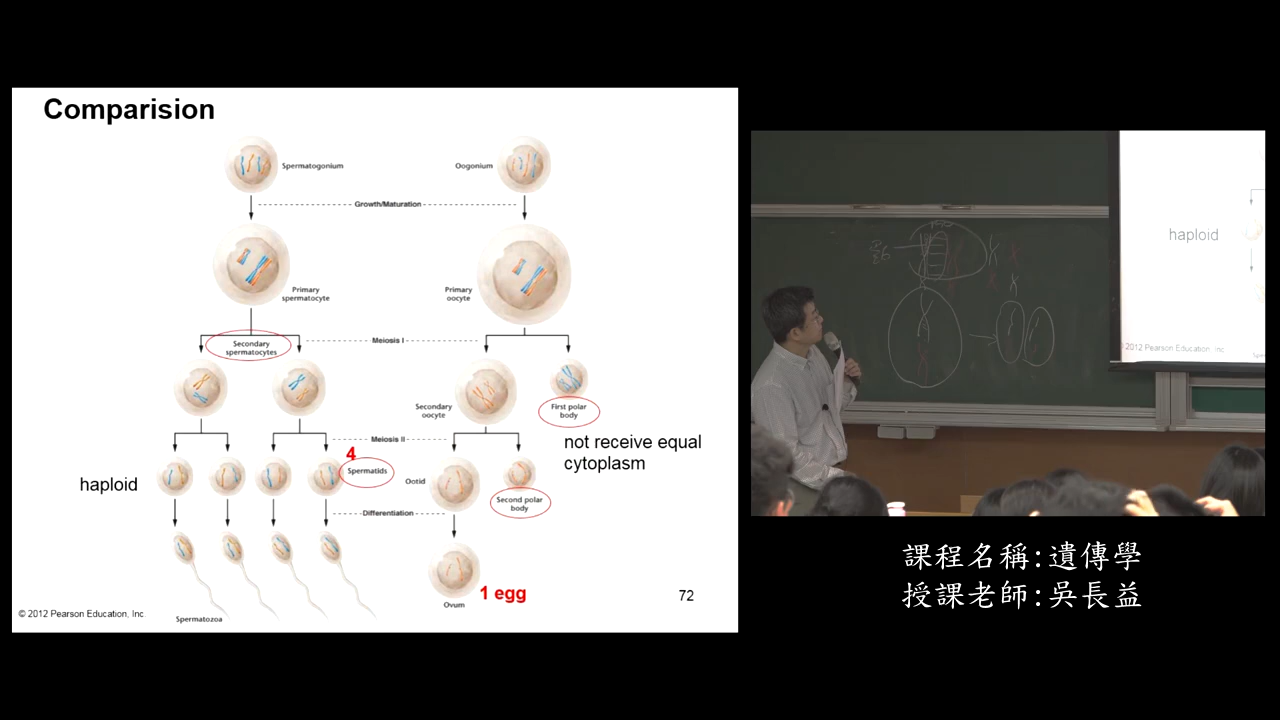 Comparision
Spermatogonium
Oogonium
Growth/Maturation
Primary
spermatocyte
Primary
oocyte
Secondary
spermatocytes
Meiosis I
Secondary
oocyte
First polar
body
Meiosis II
not receive equal
cytoplasm
4
Spermatids
haploid
Ootid
Second polar
body
Differentiation
1 egg
Ovum
72
© 2012 Pearson Education, Inc.
Spermatozoa
haploid
2012 Pearson Education, Inc.
課程名稱:遺傳學
授課老師:吳長益